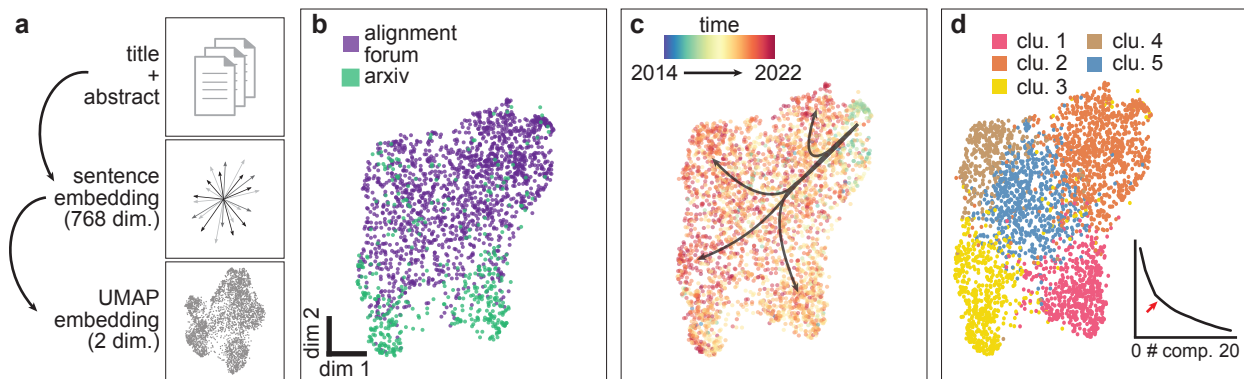 a
title
+
abstract
sentence
embedding
(768 dim.)
UMAP
embedding
(2 dim.)
b
alignment
forum
arxiv
dim 2
dim 1
c
time
2014
2022
d
clu. 1
clu. 2
clu. 3
clu. 4
clu. 5
0 # comp. 20